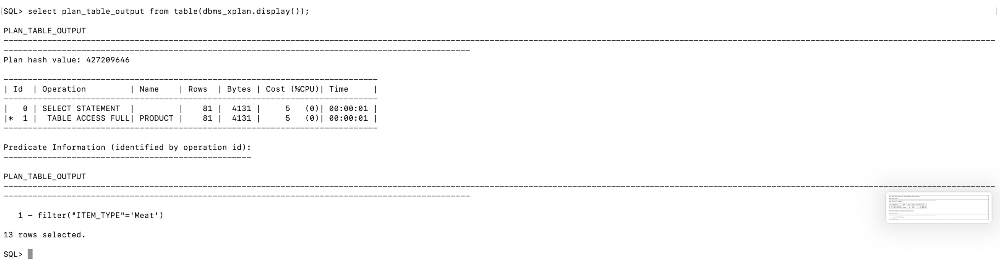 SQL> select plan_table_output from table(dbms_xplan.display());
PLAN_TABLE_OUTPUT
--------------------------------------------------------------------------------
Plan hash value: 427209646
-----------------------------------------------------------------------------
| Id  | Operation         | Name    | Rows  | Bytes | Cost (%CPU)| Time     |
-----------------------------------------------------------------------------
|   0 | SELECT STATEMENT  |         |    81 |  4131 |     5   (0)| 00:00:01 |
|*  1 |  TABLE ACCESS FULL| PRODUCT |    81 |  4131 |     5   (0)| 00:00:01 |
-----------------------------------------------------------------------------
Predicate Information (identified by operation id):
---------------------------------------------------
PLAN_TABLE_OUTPUT
--------------------------------------------------------------------------------
   1 - filter("ITEM_TYPE"='Meat')
13 rows selected.
SQL>